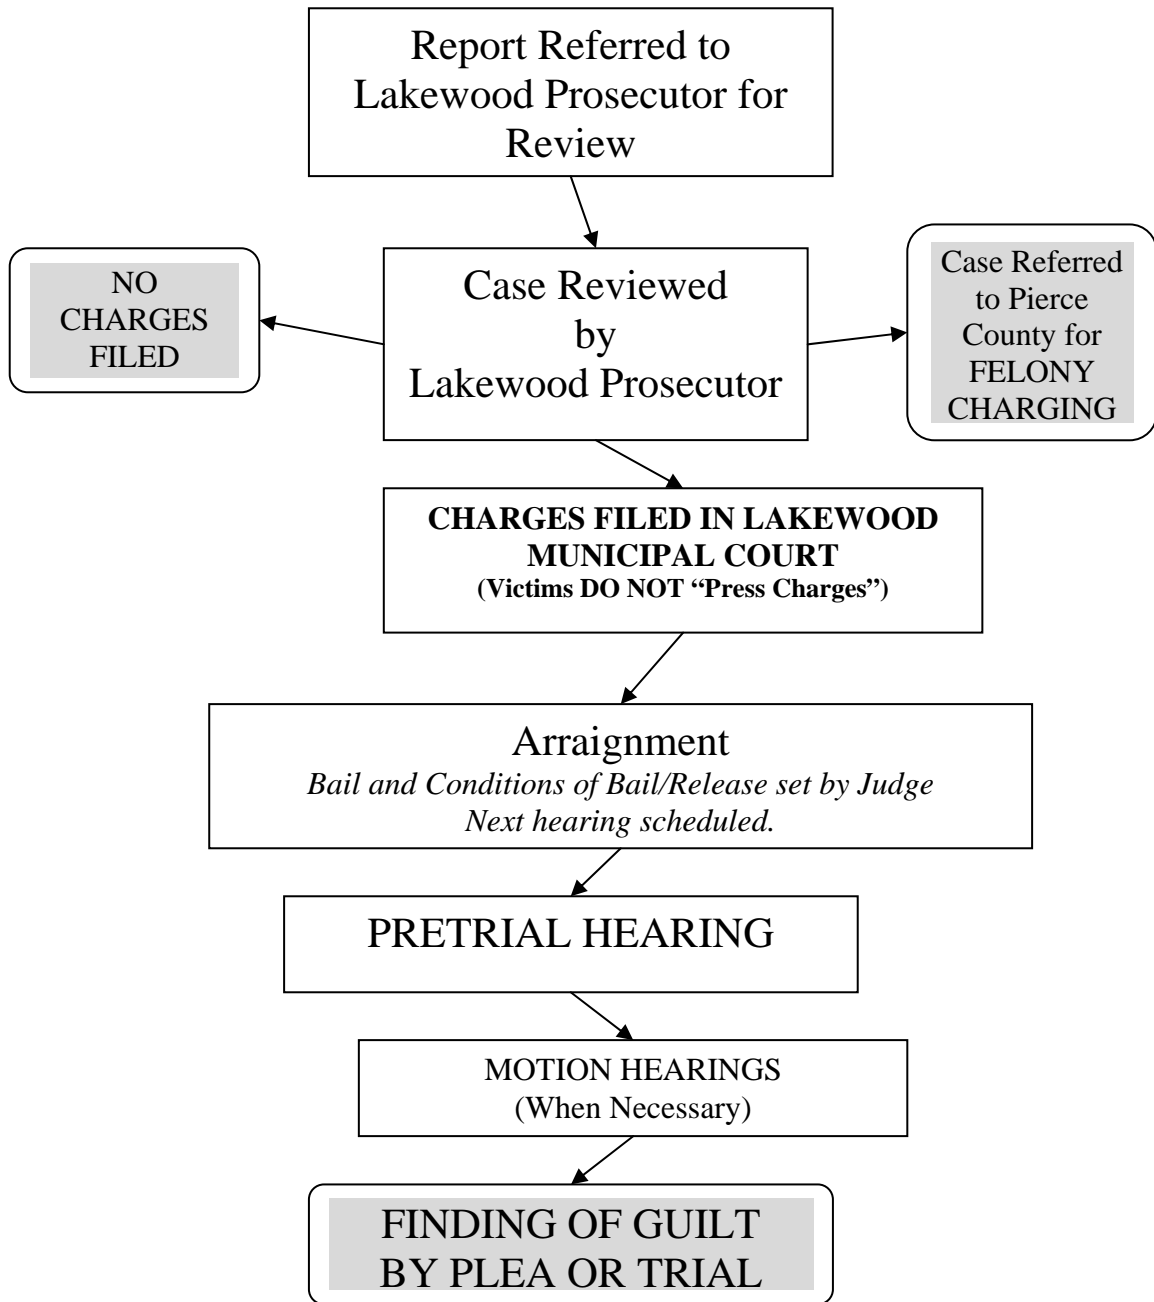 Report Referred to
Lakewood Prosecutor for
Review
NO
CHARGES
FILED
Case Reviewed
by
Lakewood Prosecutor
Case Referred
to Pierce
County for
FELONY
CHARGING
CHARGES FILED IN LAKEWOOD
MUNICIPAL COURT
(Victims DO NOT “Press Charges”)
Arraignment
Bail and Conditions of Bail/Release set by Judge
Next hearing scheduled.
PRETRIAL HEARING
MOTION HEARINGS
(When Necessary)
FINDING OF GUILT
BY PLEA OR TRIAL